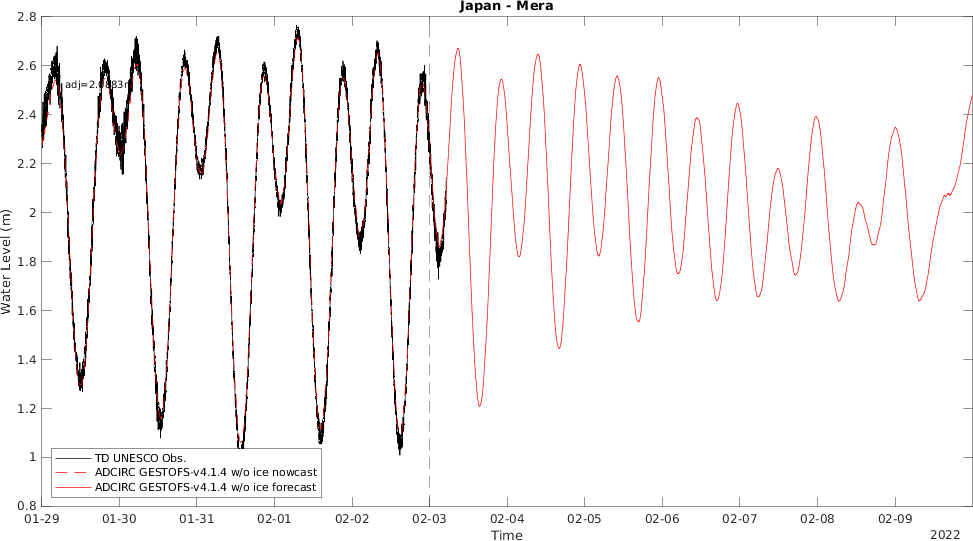 Japan - Mera
2.8
2.6
2.4
2.2
2
1.8
1.6
1.4
1.2
1
0.8
Water Level (m)
TD UNESCO Obs.
ADCIRC GESTOFS-v4.1.4 w/o ice nowcast
ADCIRC GESTOFS-v4.1.4 w/o ice forecast
01-29 01-30 01-31 02-01 02-02 02-03 02-04 02-05 02-06 02-07 02-08 02-09
Time
2022